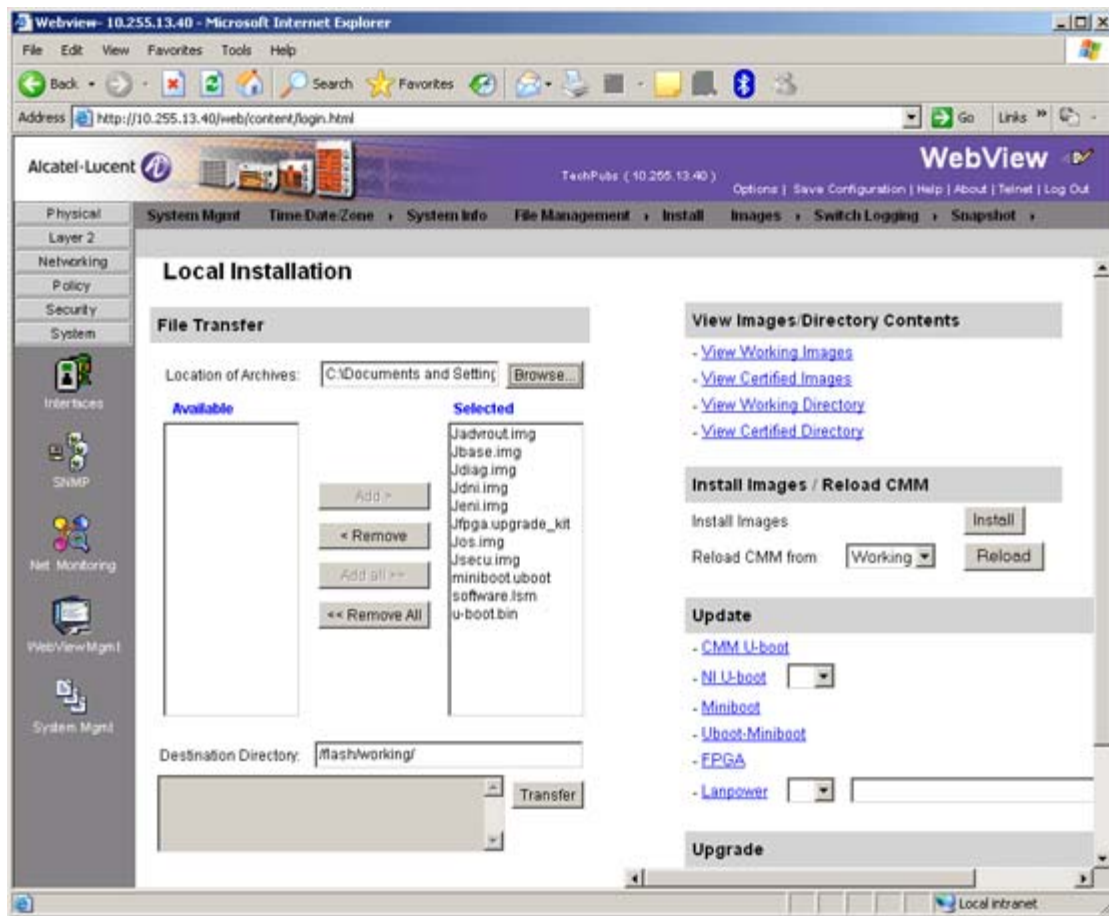 Webview- 10.255.13.40 - Microsoft Internet Explorer
File Edit View Favorites Tools Help
Back Search Favorites
Address http://10.255.13.40/web/content/login.html Go Links »
Alcatel-Lucent TechPubs ( 10.255.13.40 ) WebView
Options | Save Configuration | Help | About | Telnet | Log Out
Physical
Layer 2
Networking
Policy
Security
System
Interfaces
SNMP
Net Monitoring
WebViewMgmt
System Mgmt
System Mgmt Time/Date/Zone System Info File Management Install Images Switch Logging Snapshot
Local Installation
File Transfer
Location of Archives: C:\Documents and Setting Browse...
Available Selected
Jadvrout.img
Jbase.img
Jdiag.img
Jdni.img
Jeni.img
Jfpga.upgrade_kit
Jos.img
Jsecu.img
miniboot.uboot
software.lsm
u-boot.bin
Add >
< Remove
Add all >>
<< Remove All
Destination Directory: /flash/working/
Transfer
View Images/Directory Contents
- View Working Images
- View Certified Images
- View Working Directory
- View Certified Directory
Install Images / Reload CMM
Install Images Install
Reload CMM from Working Reload
Update
- CMM U-boot
- NI U-boot
- Miniboot
- Uboot-Miniboot
- FPGA
- Lanpower
Upgrade
Local intranet